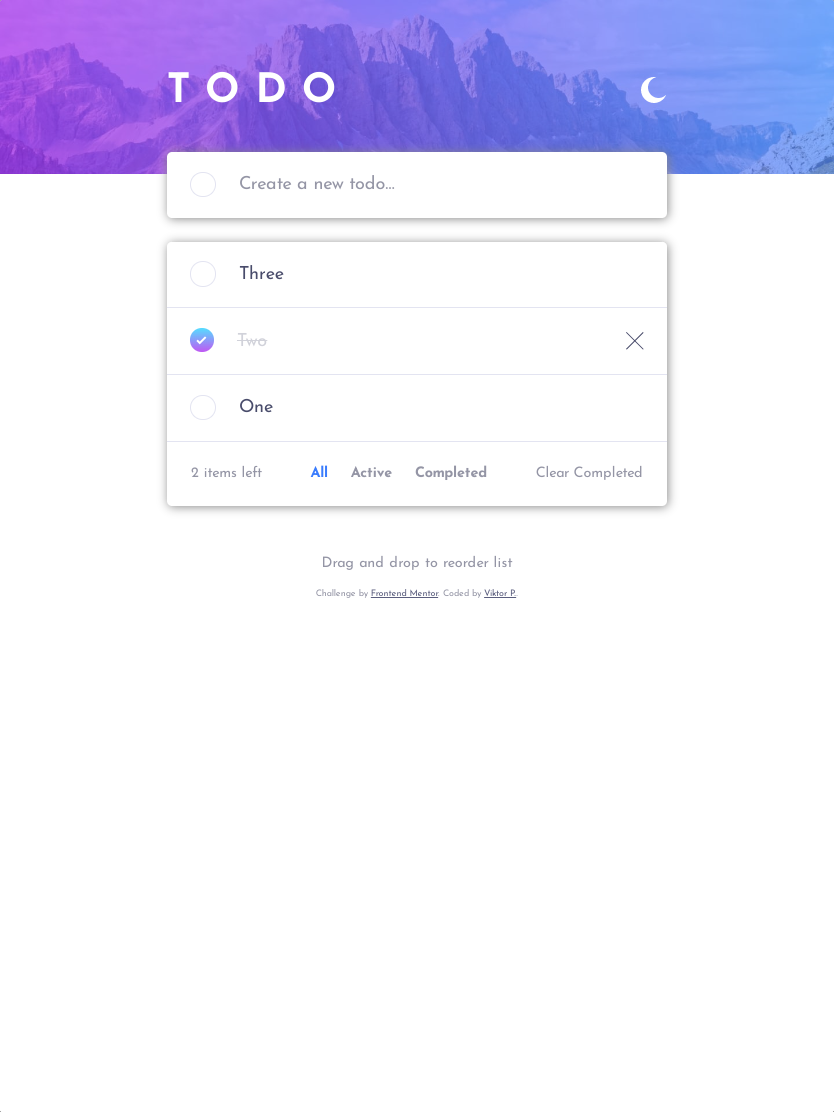 TODO
Create a new todo...
Three
Two
One
2 items left All Active Completed Clear Completed
Drag and drop to reorder list
Challenge by Frontend Mentor. Coded by Viktor P..